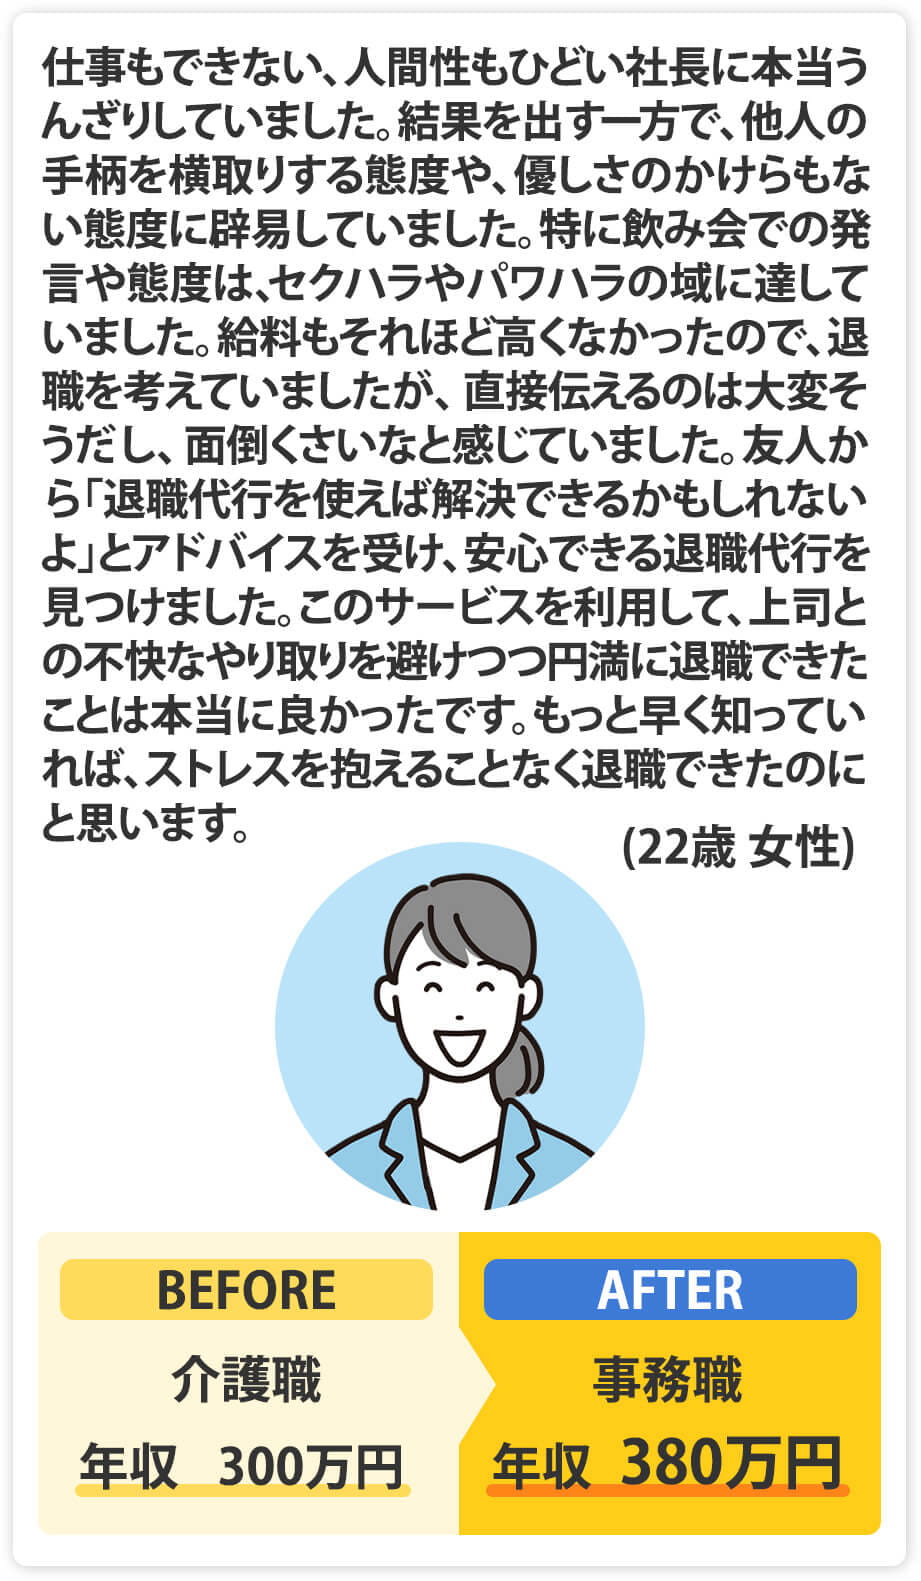 仕事もできない、人間性もひどい社長に本当う
んざりしていました。結果を出す一方で、他人の
手柄を横取りする態度や、優しさのかけらもな
い態度に辟易していました。特に飲み会での発
言や態度は、セクハラやパワハラの域に達して
いました。給料もそれほど高くなかったので、退
職を考えていましたが、直接伝えるのは大変そ
うだし、面倒くさいなと感じていました。友人か
ら「退職代行を使えば解決できるかもしれない
よ」とアドバイスを受け、安心できる退職代行を
見つけました。このサービスを利用して、上司と
の不快なやり取りを避けつつ円満に退職できた
ことは本当に良かったです。もっと早く知ってい
れば、ストレスを抱えることなく退職できたのに
と思います。
(22歳 女性)
BEFORE
介護職
年収 300万円
AFTER
事務職
年収 380万円